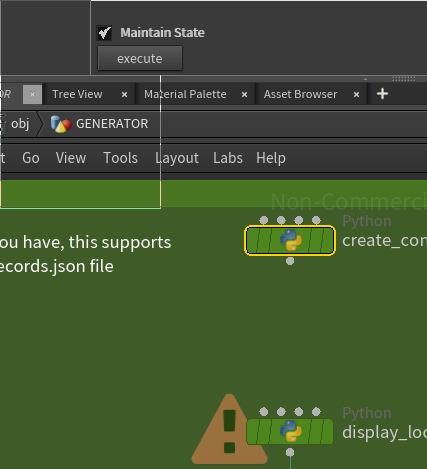 Maintain State
execute
OR × Tree View × Material Palette × Asset Browser × +
obj GENERATOR
t Go View Tools Layout Labs Help
Non-Commerci
Python
create_con
ou have, this supports
ecords.json file
Python
display_loc